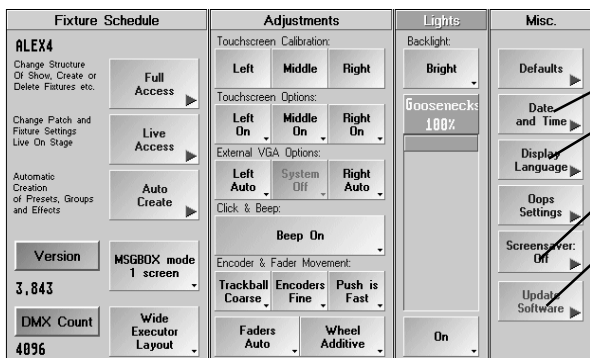 Fixture Schedule
ALEX4
Change Structure
Of Show, Create or
Delete Fixtures etc.
Full
Access
Change Patch and
Fixture Settings
Live On Stage
Live
Access
Automatic
Creation
of Presets, Groups
and Effects
Auto
Create
Version
3.843
MSGBOX mode
1 screen
DMX Count
4096
Wide
Executor
Layout
Adjustments
Touchscreen Calibration:
Left
Middle
Right
Touchscreen Options:
Left
On
Middle
On
Right
On
External VGA Options:
Left
Auto
System
Off
Right
Auto
Click & Beep:
Beep On
Encoder & Fader Movement:
Trackball
Coarse
Encoders
Fine
Push is
Fast
Faders
Auto
Wheel
Additive
Lights
Backlight:
Bright
Goosenecks
100%
On
Misc.
Defaults
Date
and Time
Display
Language
Oops
Settings
Screensaver:
Off
Update
Software